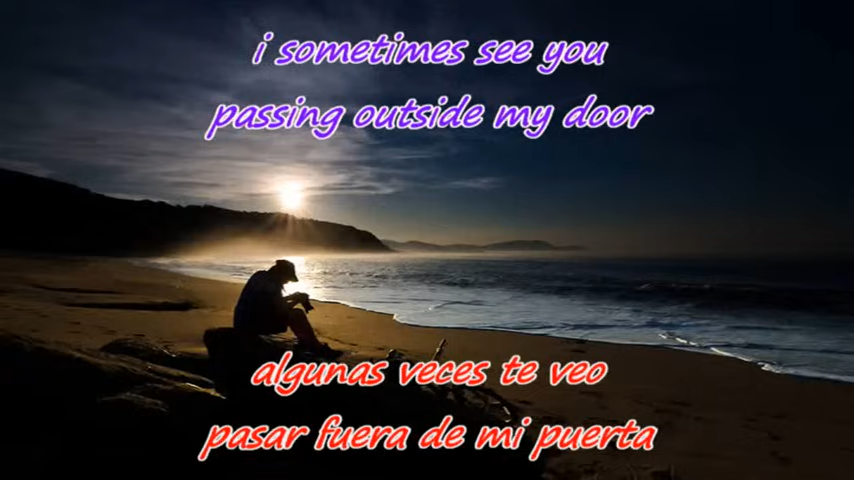 i sometimes see you
passing outside my door
algunas veces te veo
pasar fuera de mi puerta